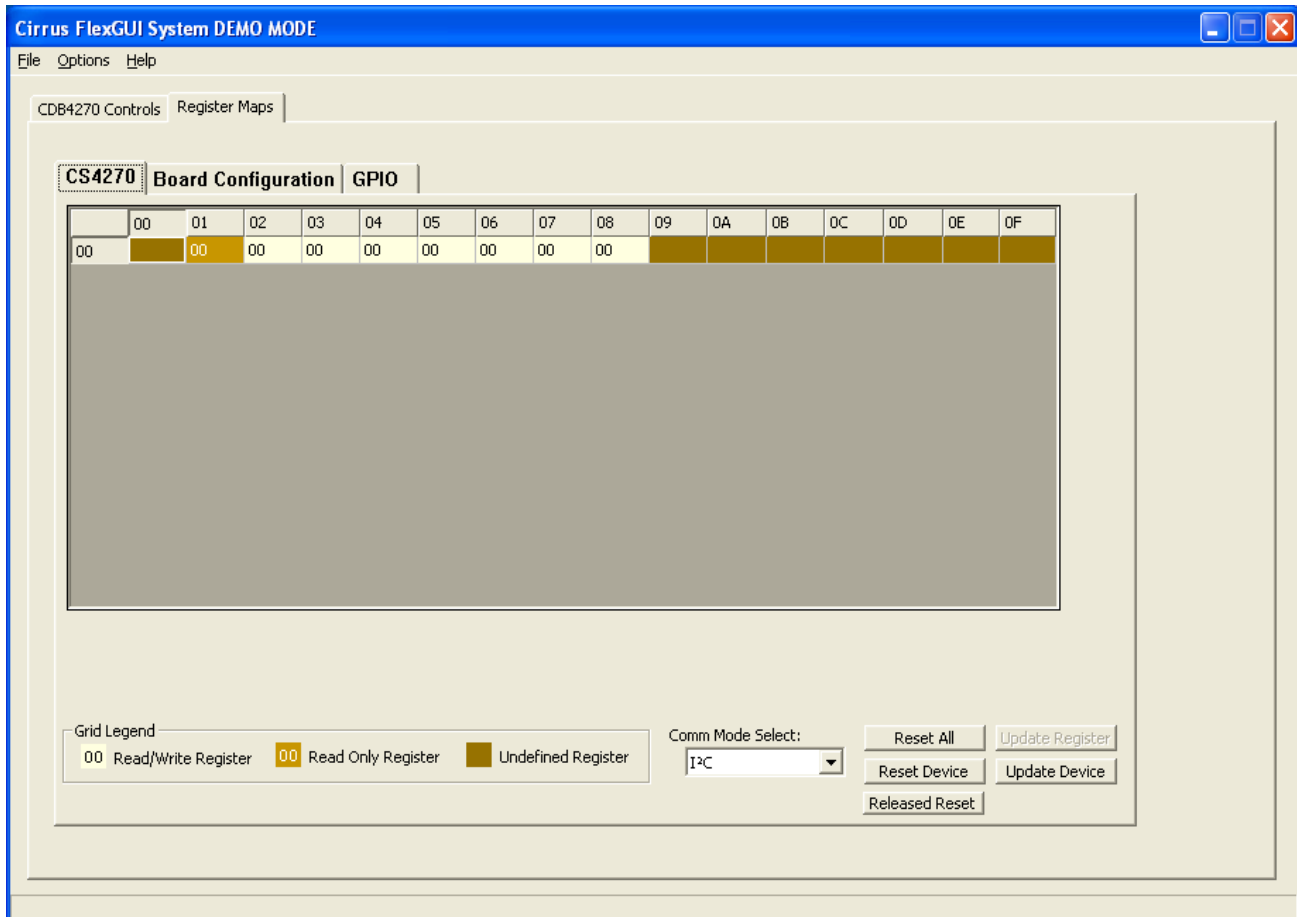 Cirrus FlexGUI System DEMO MODE
File Options Help
CDB4270 Controls Register Maps
CS4270 Board Configuration GPIO
00 01 02 03 04 05 06 07 08 09 0A 0B 0C 0D 0E 0F
00 00 00 00 00 00 00 00 00
Grid Legend
00 Read/Write Register 00 Read Only Register Undefined Register
Comm Mode Select:
I²C
Reset All Update Register
Reset Device Update Device
Released Reset